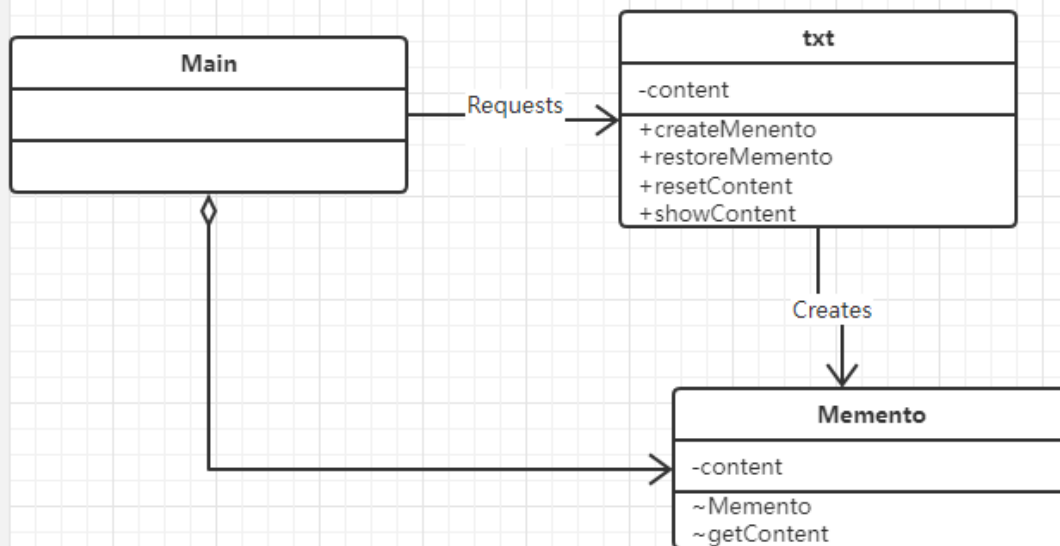 Main
Requests
txt
-content
+createMenento
+restoreMemento
+resetContent
+showContent
Creates
Memento
-content
~Memento
~getContent